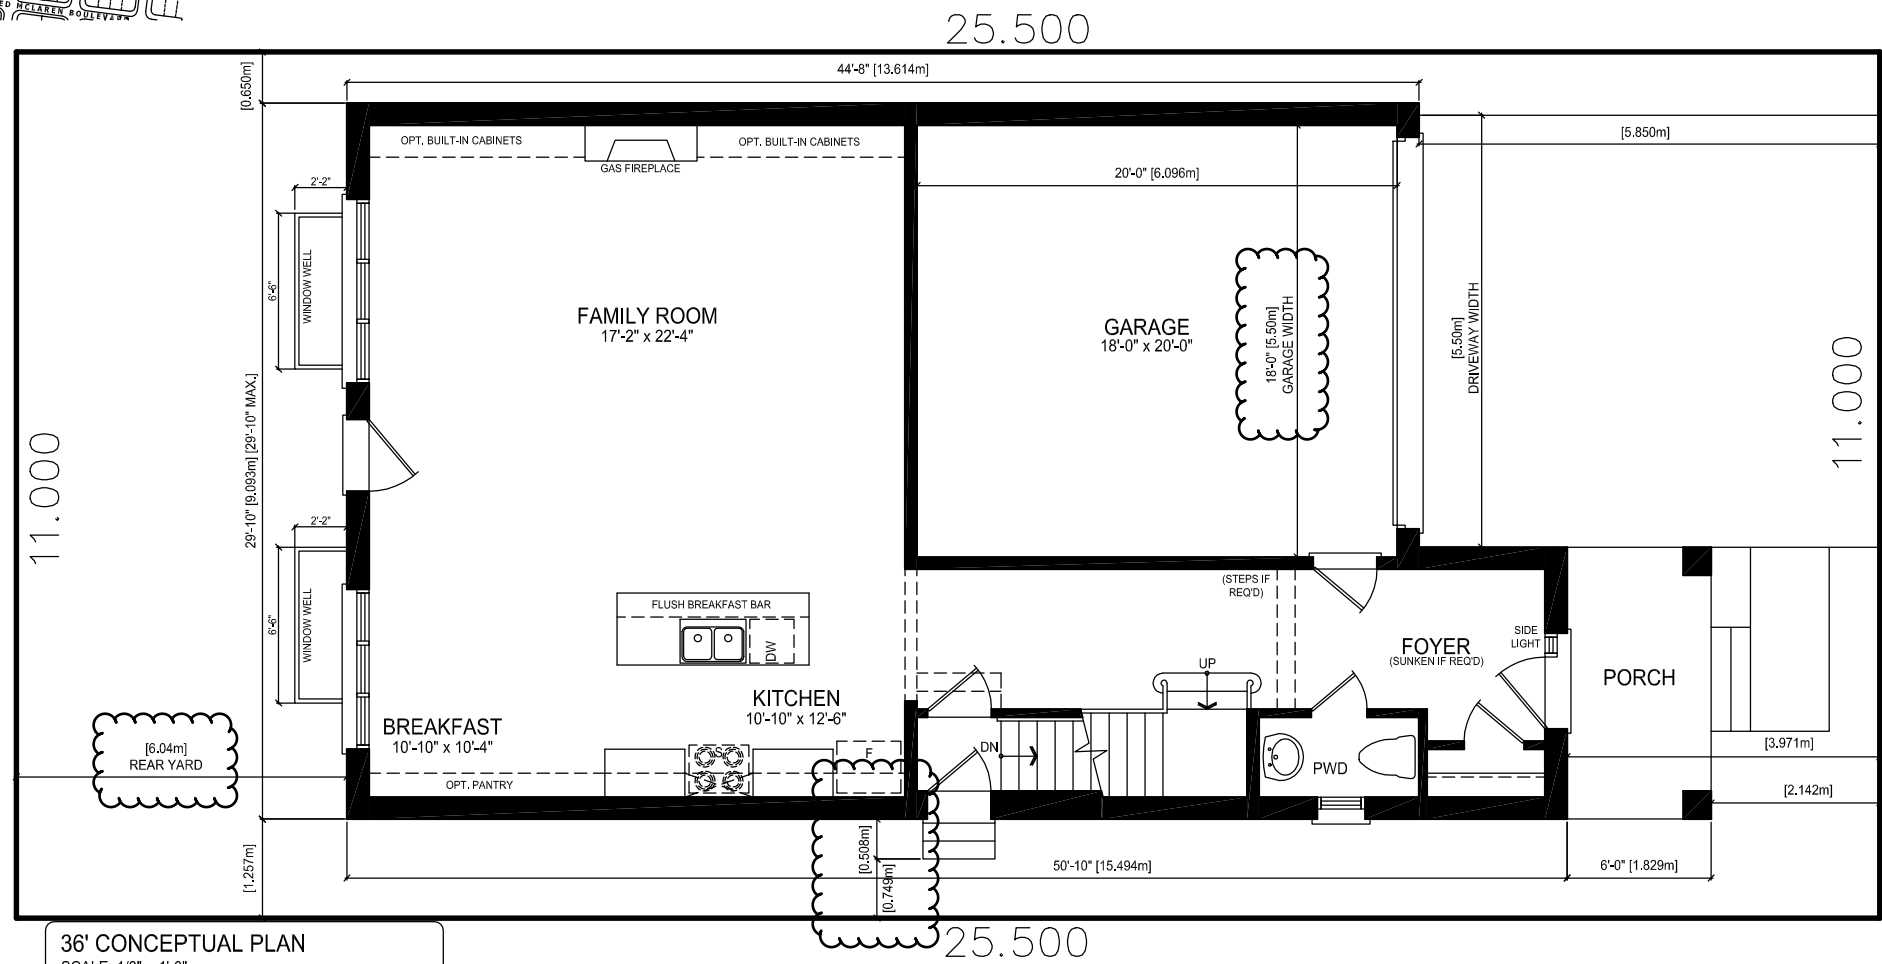 MCLAREN BOULEVARD
25.500
44'-8" [13.614m]
[0.650m]
[5.850m]
OPT. BUILT-IN CABINETS
OPT. BUILT-IN CABINETS
GAS FIREPLACE
20'-0" [6.096m]
2'-2"
6'-6"
WINDOW WELL
FAMILY ROOM
17'-2" x 22'-4"
GARAGE
18'-0" x 20'-0"
18'-0" [5.50m]
GARAGE WIDTH
[5.50m]
DRIVEWAY WIDTH
11.000
11.000
29'-10" [9.093m] [29'-10" MAX.]
2'-2"
6'-6"
WINDOW WELL
FLUSH BREAKFAST BAR
DW
(STEPS IF
REQ'D)
FOYER
(SUNKEN IF REQ'D)
SIDE
LIGHT
PORCH
UP
KITCHEN
10'-10" x 12'-6"
BREAKFAST
10'-10" x 10'-4"
[6.04m]
REAR YARD
S
F
DN
PWD
OPT. PANTRY
[3.971m]
[2.142m]
[1.257m]
[0.508m]
[0.749m]
50'-10" [15.494m]
6'-0" [1.829m]
25.500
36' CONCEPTUAL PLAN